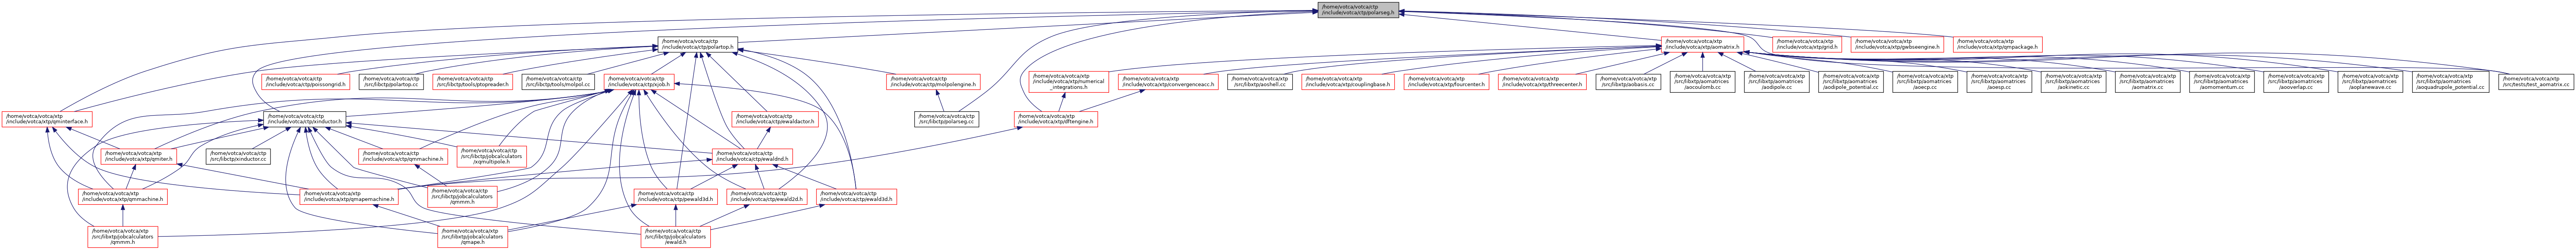 /home/votca/votca/ctp
/include/votca/ctp/polarseg.h
/home/votca/votca/ctp
/include/votca/ctp/polartop.h
/home/votca/votca/xtp
/include/votca/xtp/aomatrix.h
/home/votca/votca/xtp
/include/votca/xtp/grid.h
/home/votca/votca/xtp
/include/votca/xtp/gwbseengine.h
/home/votca/votca/xtp
/include/votca/xtp/qmpackage.h
/home/votca/votca/ctp
/include/votca/ctp/poissongrid.h
/home/votca/votca/ctp
/src/libctp/polartop.cc
/home/votca/votca/ctp
/src/libctp/tools/ptopreader.h
/home/votca/votca/ctp
/src/libctp/tools/molpol.cc
/home/votca/votca/ctp
/include/votca/ctp/xjob.h
/home/votca/votca/ctp
/include/votca/ctp/molpolengine.h
/home/votca/votca/xtp
/include/votca/xtp/numerical
_integrations.h
/home/votca/votca/xtp
/include/votca/xtp/convergenceacc.h
/home/votca/votca/xtp
/src/libxtp/aoshell.cc
/home/votca/votca/xtp
/include/votca/xtp/couplingbase.h
/home/votca/votca/xtp
/include/votca/xtp/fourcenter.h
/home/votca/votca/xtp
/include/votca/xtp/threecenter.h
/home/votca/votca/xtp
/src/libxtp/aobasis.cc
/home/votca/votca/xtp
/src/libxtp/aomatrices
/aocoulomb.cc
/home/votca/votca/xtp
/src/libxtp/aomatrices
/aodipole.cc
/home/votca/votca/xtp
/src/libxtp/aomatrices
/aodipole_potential.cc
/home/votca/votca/xtp
/src/libxtp/aomatrices
/aoecp.cc
/home/votca/votca/xtp
/src/libxtp/aomatrices
/aoesp.cc
/home/votca/votca/xtp
/src/libxtp/aomatrices
/aokinetic.cc
/home/votca/votca/xtp
/src/libxtp/aomatrices
/aomatrix.cc
/home/votca/votca/xtp
/src/libxtp/aomatrices
/aomomentum.cc
/home/votca/votca/xtp
/src/libxtp/aomatrices
/aooverlap.cc
/home/votca/votca/xtp
/src/libxtp/aomatrices
/aoplanewave.cc
/home/votca/votca/xtp
/src/libxtp/aomatrices
/aoquadrupole_potential.cc
/home/votca/votca/xtp
/src/tests/test_aomatrix.cc
/home/votca/votca/xtp
/include/votca/xtp/qminterface.h
/home/votca/votca/ctp
/include/votca/ctp/xinductor.h
/home/votca/votca/ctp
/include/votca/ctp/ewaldactor.h
/home/votca/votca/ctp
/src/libctp/polarseg.cc
/home/votca/votca/xtp
/include/votca/xtp/dftengine.h
/home/votca/votca/xtp
/include/votca/xtp/qmiter.h
/home/votca/votca/ctp
/src/libctp/xinductor.cc
/home/votca/votca/ctp
/include/votca/ctp/qmmachine.h
/home/votca/votca/ctp
/src/libctp/jobcalculators
/xqmultipole.h
/home/votca/votca/ctp
/include/votca/ctp/ewaldnd.h
/home/votca/votca/xtp
/include/votca/xtp/qmmachine.h
/home/votca/votca/xtp
/include/votca/xtp/qmapemachine.h
/home/votca/votca/ctp
/src/libctp/jobcalculators
/qmmm.h
/home/votca/votca/ctp
/include/votca/ctp/pewald3d.h
/home/votca/votca/ctp
/include/votca/ctp/ewald2d.h
/home/votca/votca/ctp
/include/votca/ctp/ewald3d.h
/home/votca/votca/xtp
/src/libxtp/jobcalculators
/qmmm.h
/home/votca/votca/xtp
/src/libxtp/jobcalculators
/qmape.h
/home/votca/votca/ctp
/src/libctp/jobcalculators
/ewald.h